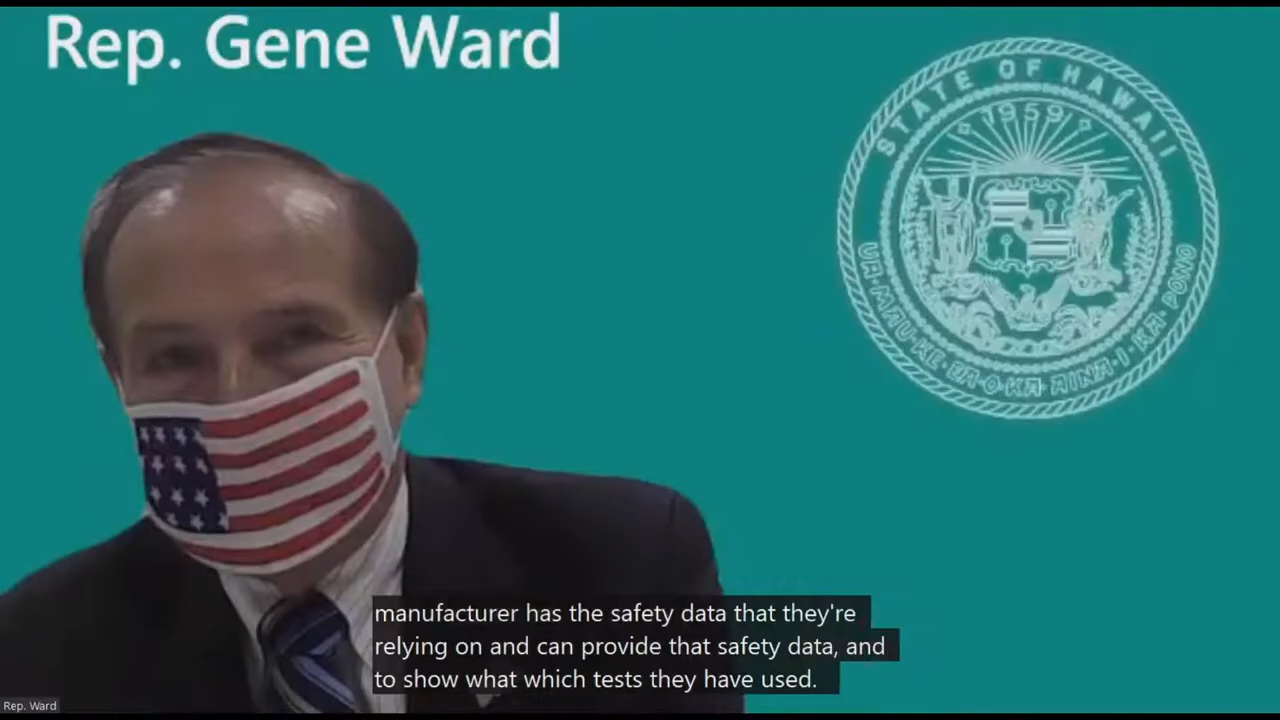 Rep. Gene Ward
STATE OF HAWAII
1959
UA·MAU·KE·EA·O·KA·AINA·I·KA·PONO
manufacturer has the safety data that they're
relying on and can provide that safety data, and
to show what which tests they have used.
Rep. Ward